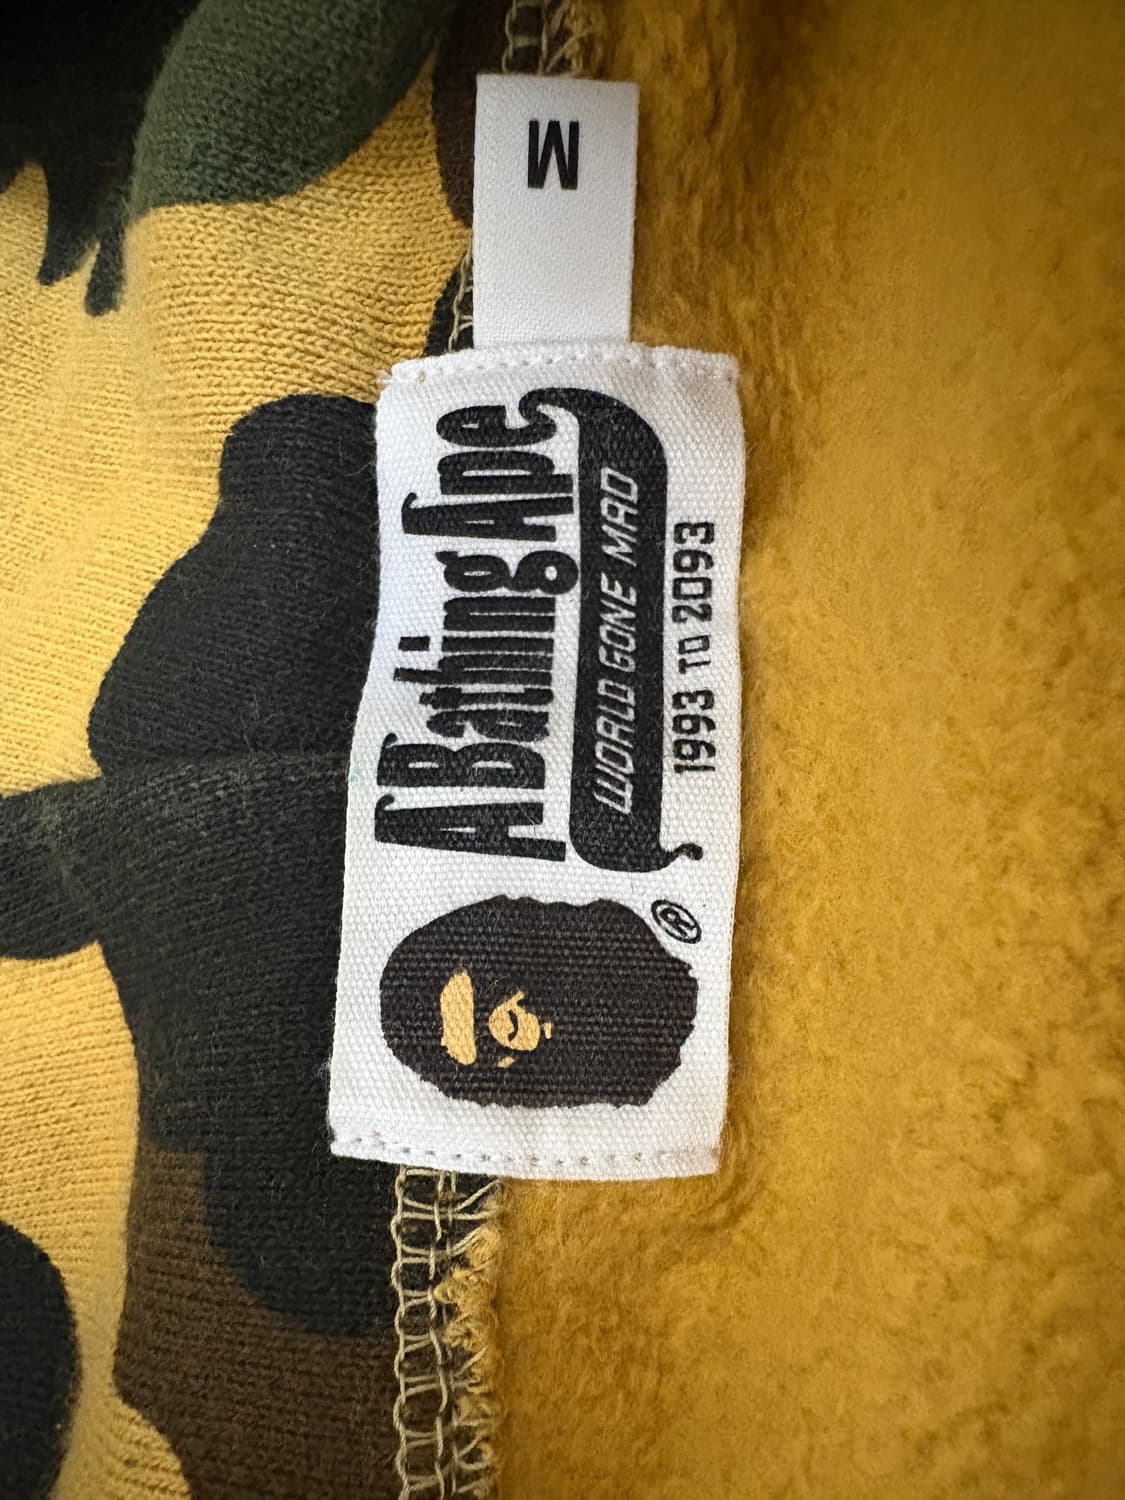 A Bathing Ape
WORLD GONE MAD
1993 TO 2093
®
M